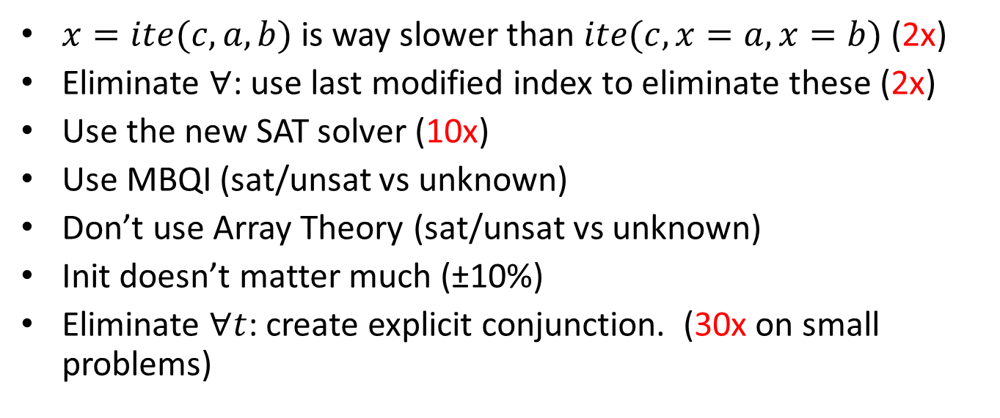 • x = ite(c, a, b) is way slower than ite(c, x = a, x = b) (2x)
• Eliminate ∀: use last modified index to eliminate these (2x)
• Use the new SAT solver (10x)
• Use MBQI (sat/unsat vs unknown)
• Don’t use Array Theory (sat/unsat vs unknown)
• Init doesn’t matter much (±10%)
• Eliminate ∀t: create explicit conjunction.  (30x on small
problems)